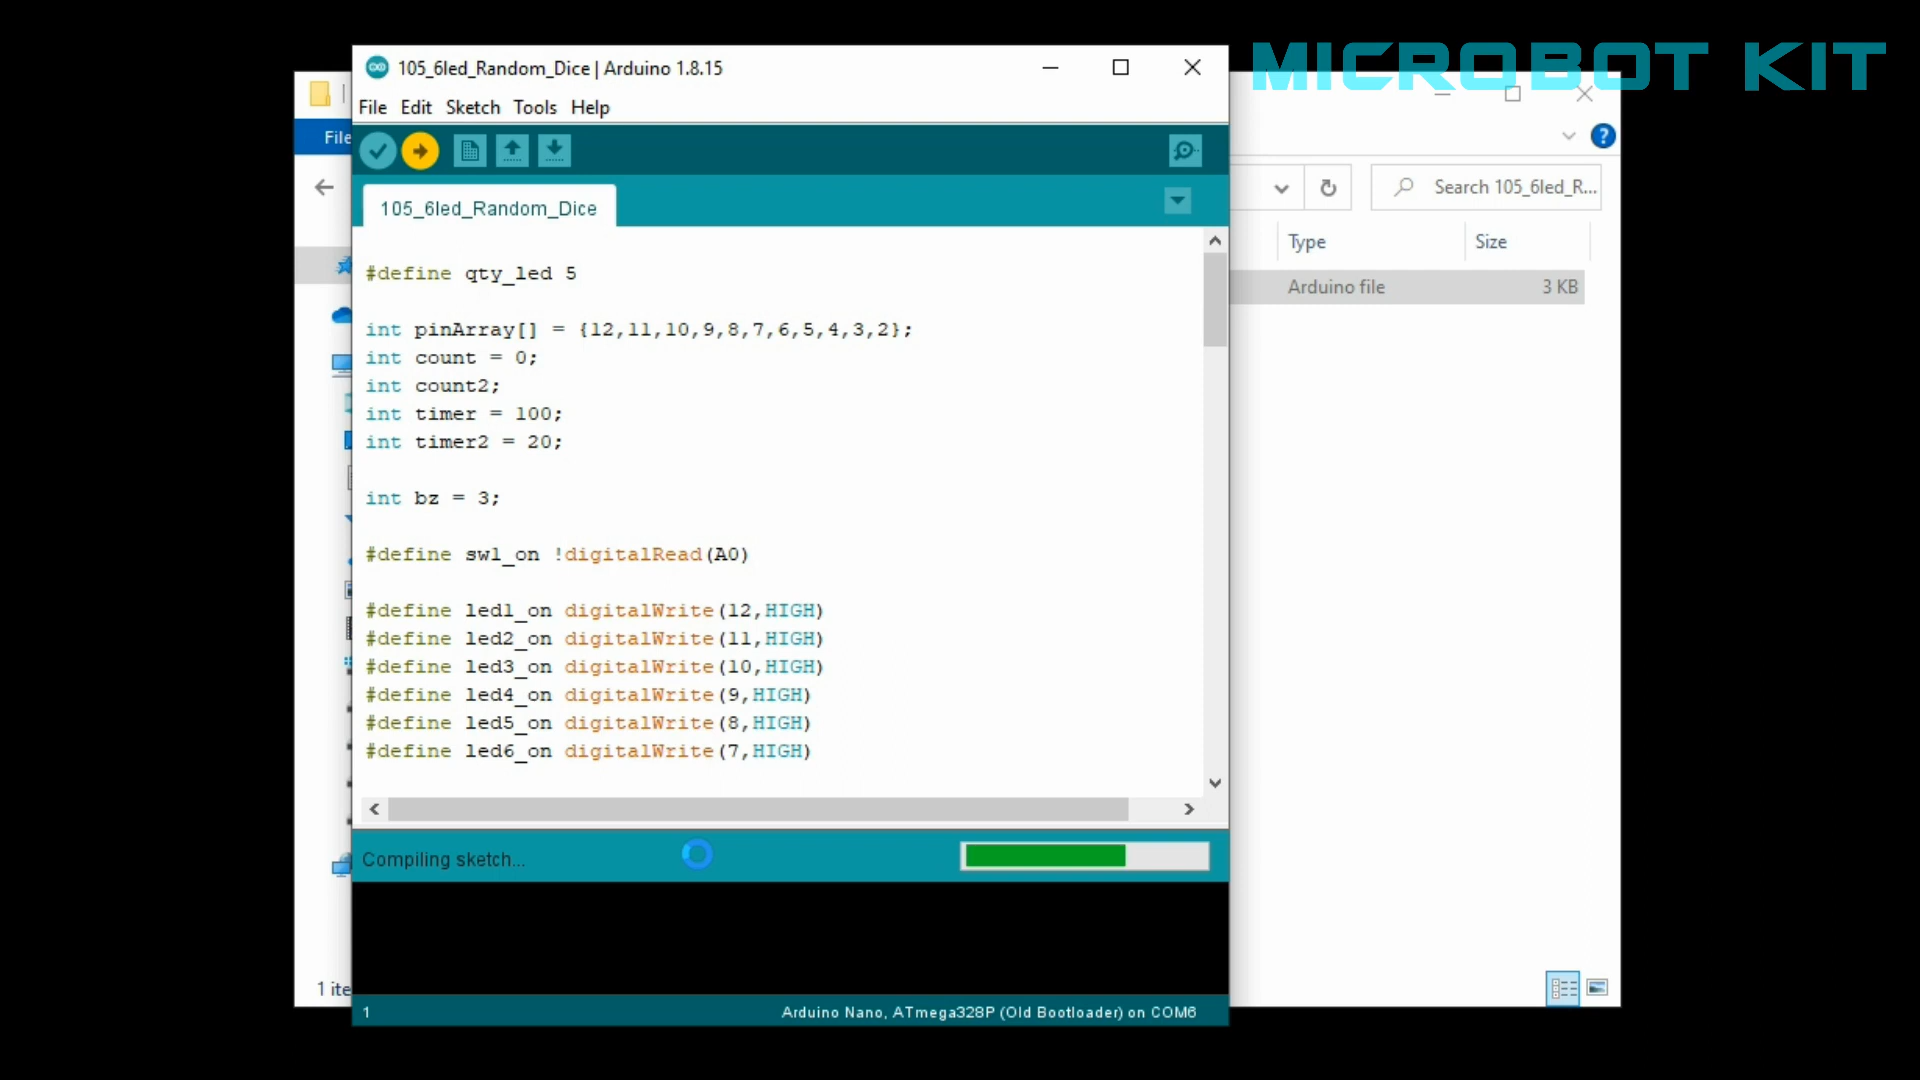 MICROBOT KIT
105_6led_Random_Dice | Arduino 1.8.15
File Edit Sketch Tools Help
File
105_6led_Random_Dice
Search 105_6led_R...
Type Size
Arduino file 3 KB
#define qty_led 5
int pinArray[] = {12,11,10,9,8,7,6,5,4,3,2};
int count = 0;
int count2;
int timer = 100;
int timer2 = 20;
int bz = 3;
#define sw1_on !digitalRead(A0)
#define led1_on digitalWrite(12,HIGH)
#define led2_on digitalWrite(11,HIGH)
#define led3_on digitalWrite(10,HIGH)
#define led4_on digitalWrite(9,HIGH)
#define led5_on digitalWrite(8,HIGH)
#define led6_on digitalWrite(7,HIGH)
Compiling sketch...
1 ite
1 Arduino Nano, ATmega328P (Old Bootloader) on COM6